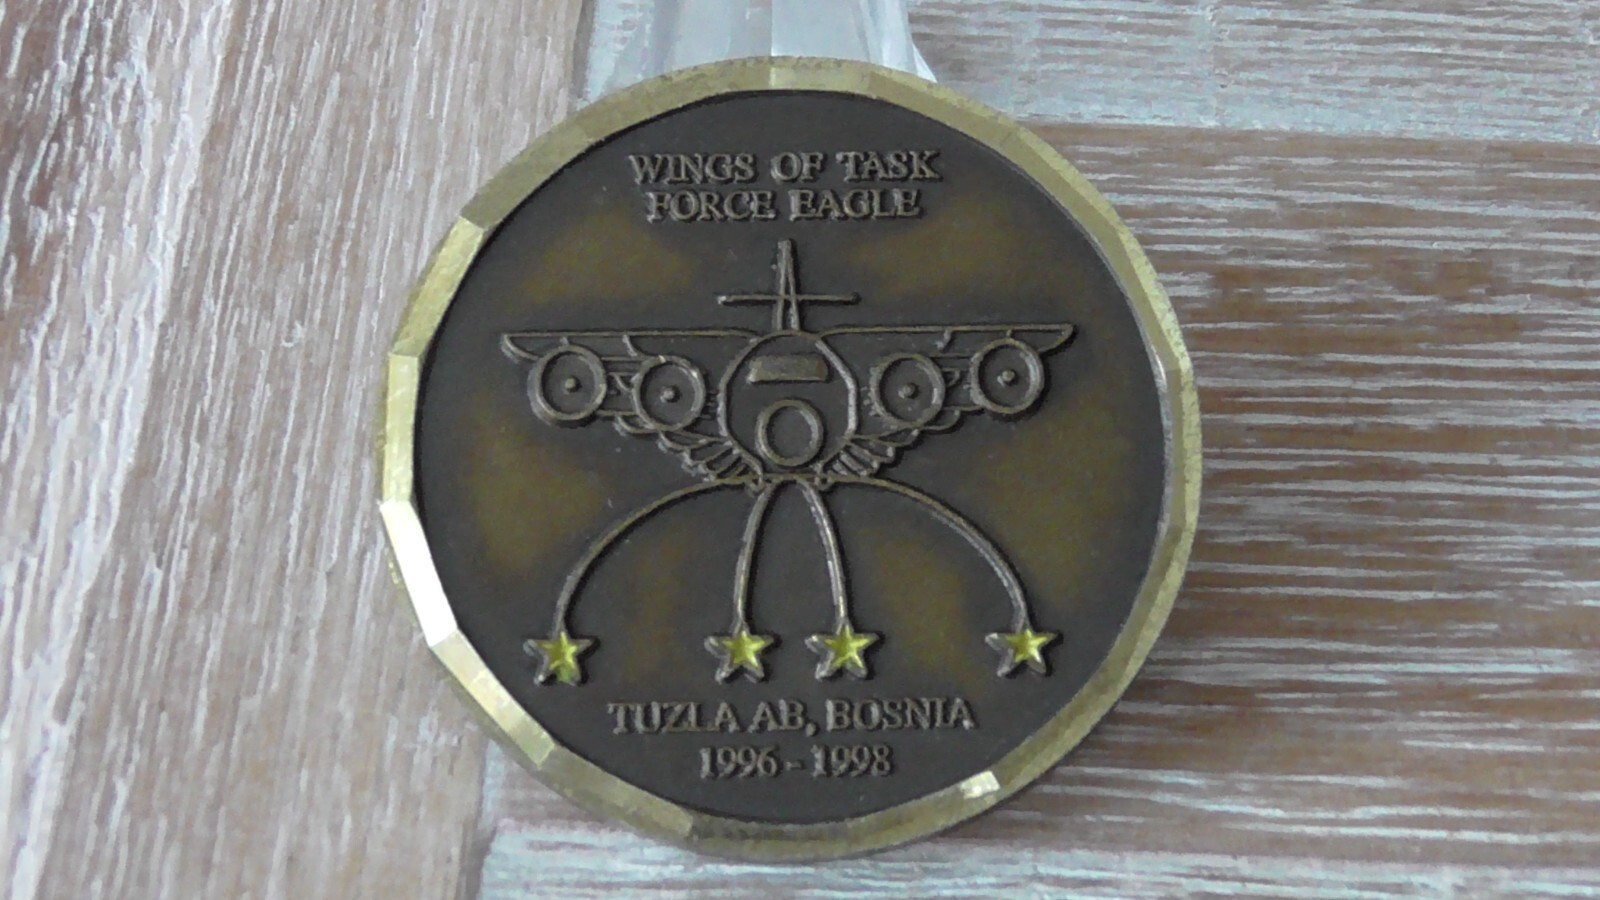 WINGS OF TASK
FORCE EAGLE
TUZLA AB, BOSNIA
1996 - 1998